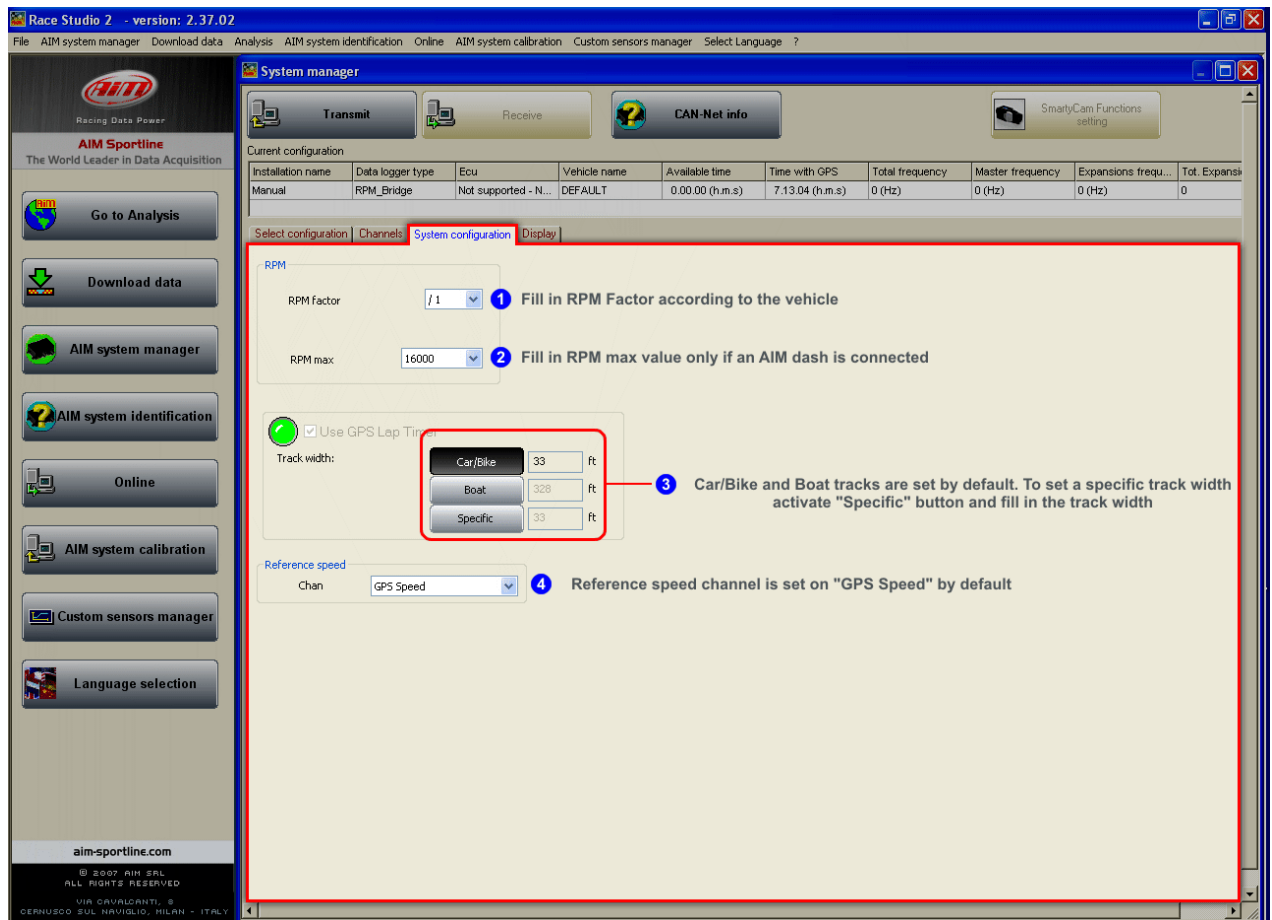 Race Studio 2 - version: 2.37.02
File AIM system manager Download data Analysis AIM system identification Online AIM system calibration Custom sensors manager Select Language ?
AiM
Racing Data Power
AIM Sportline
The World Leader in Data Acquisition
Aim
Go to Analysis
Download data
AIM system manager
AIM system identification
Online
AIM system calibration
Custom sensors manager
Language selection
aim-sportline.com
© 2007 AIM SRL
ALL RIGHTS RESERVED
VIA CAVALCANTI, 8
CERNUSCO SUL NAVIGLIO, MILAN - ITALY
System manager
Transmit
Receive
CAN-Net info
SmartyCam Functions
setting
Current configuration
Installation name Data logger type Ecu Vehicle name Available time Time with GPS Total frequency Master frequency Expansions frequ... Tot. Expansi
Manual RPM_Bridge Not supported - N... DEFAULT 0.00.00 (h.m.s) 7.13.04 (h.m.s) 0 (Hz) 0 (Hz) 0 (Hz) 0
Select configuration Channels System configuration Display
RPM
RPM factor / 1 1 Fill in RPM Factor according to the vehicle
RPM max 16000 2 Fill in RPM max value only if an AIM dash is connected
Use GPS Lap Timer
Track width:
Car/Bike 33 ft
Boat 328 ft
Specific 33 ft
3 Car/Bike and Boat tracks are set by default. To set a specific track width
activate "Specific" button and fill in the track width
Reference speed
Chan GPS Speed 4 Reference speed channel is set on "GPS Speed" by default